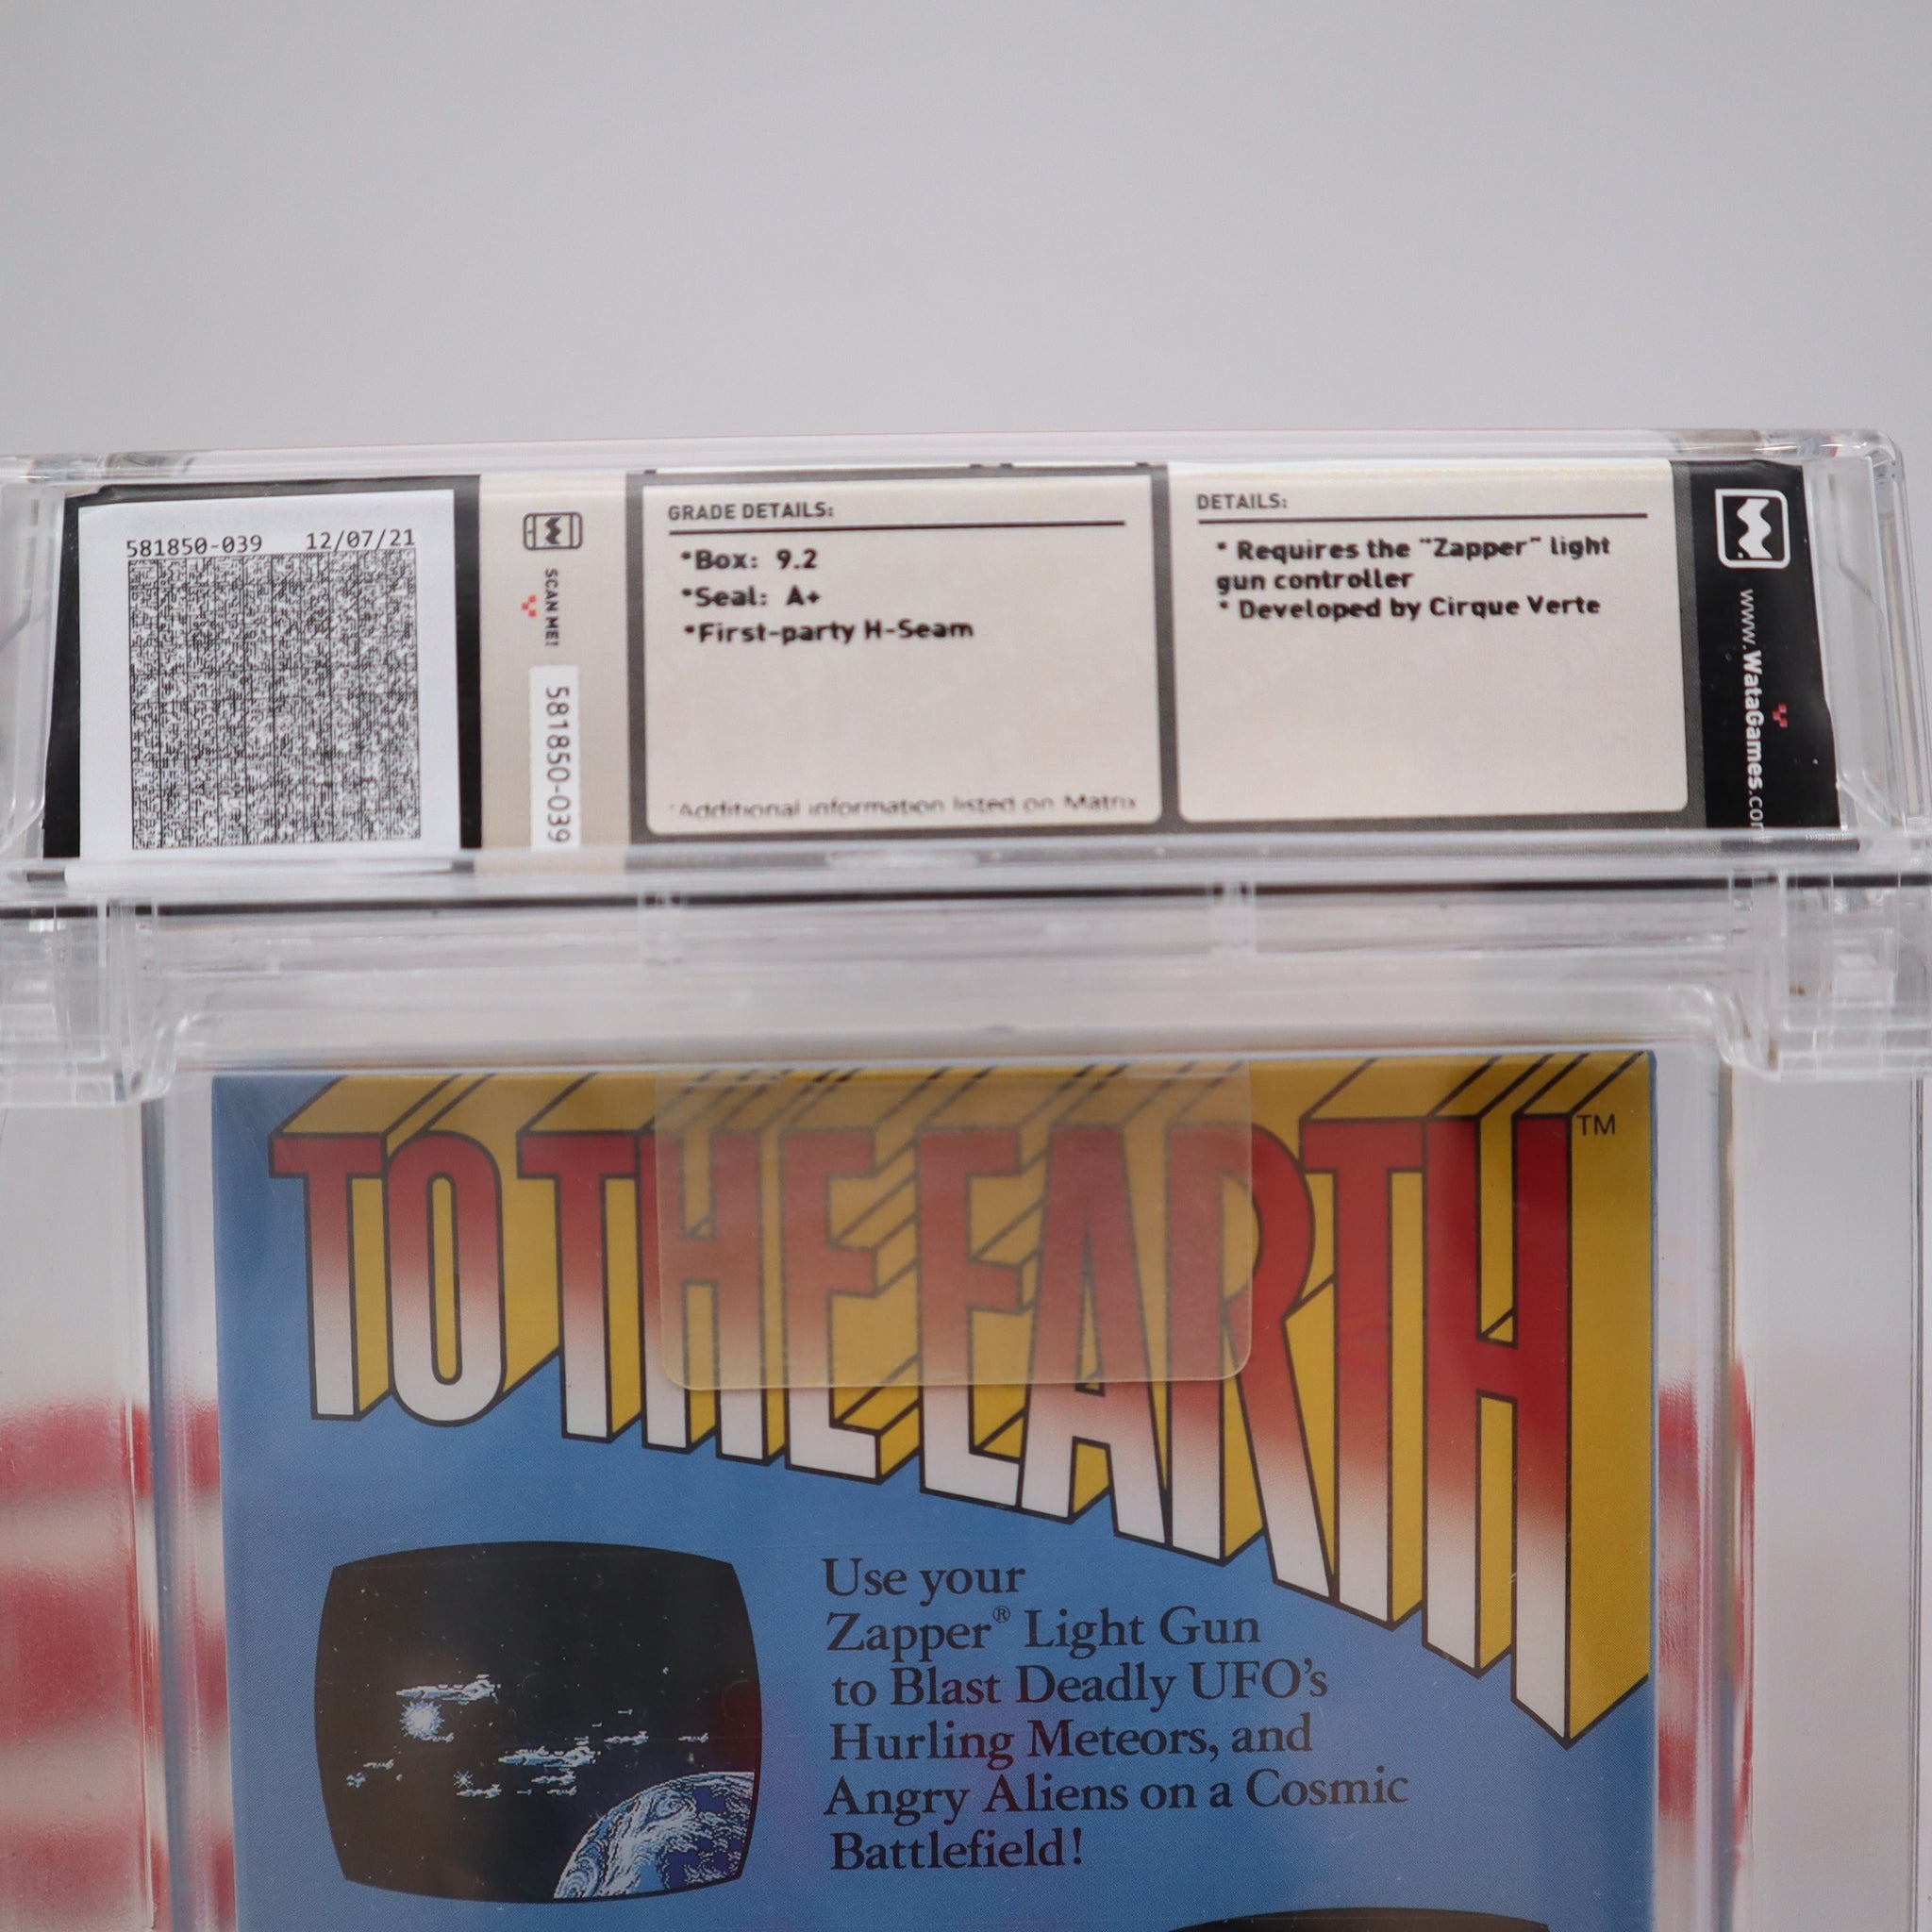 581850-039 12/07/21
SCAN ME!
581850-039
GRADE DETAILS:
*Box: 9.2
*Seal: A+
*First-party H-Seam
*Additional information listed on Matrix
DETAILS:
* Requires the "Zapper" light
gun controller
* Developed by Cirque Verte
www.WataGames.com
TO THE EARTH™
Use your
Zapper® Light Gun
to Blast Deadly UFO's
Hurling Meteors, and
Angry Aliens on a Cosmic
Battlefield!